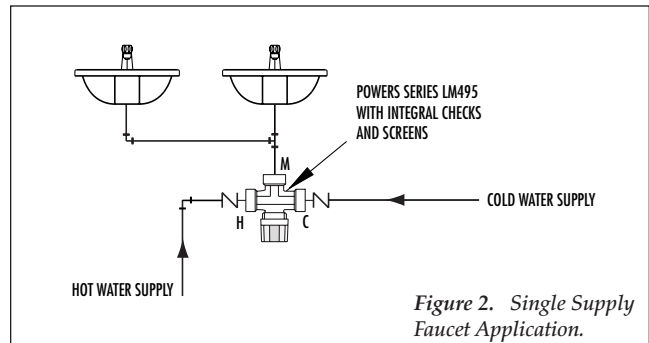 POWERS SERIES LM495
WITH INTEGRAL CHECKS
AND SCREENS
M
H
C
COLD WATER SUPPLY
HOT WATER SUPPLY
Figure 2. Single Supply
Faucet Application.